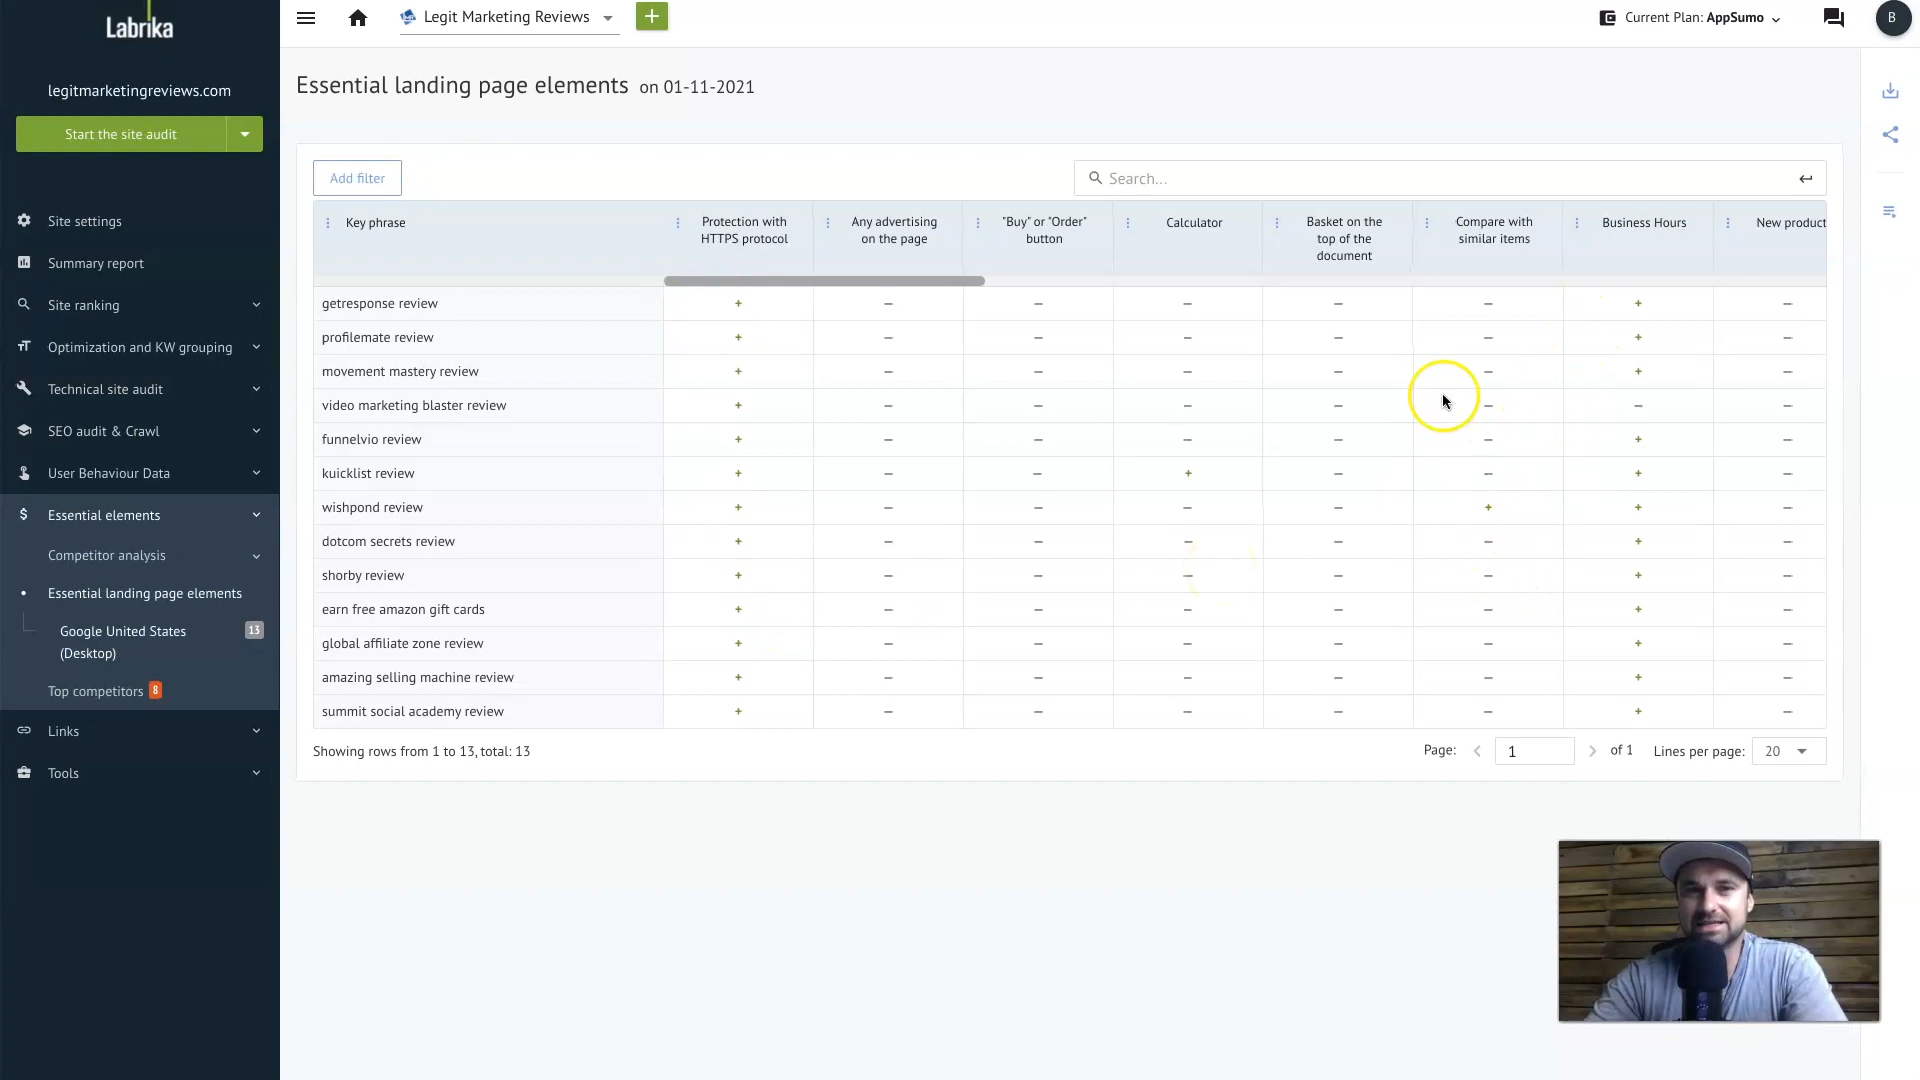 Labrika
legitmarketingreviews.com
Start the site audit
Site settings
Summary report
Site ranking
Optimization and KW grouping
Technical site audit
SEO audit & Crawl
User Behaviour Data
Essential elements
Competitor analysis
Essential landing page elements
Google United States
(Desktop)
13
Top competitors 8
Links
Tools
Legit Marketing Reviews
Current Plan: AppSumo
B
Essential landing page elements on 01-11-2021
Add filter
Search...
Key phrase
Protection with
HTTPS protocol
Any advertising
on the page
"Buy" or "Order"
button
Calculator
Basket on the
top of the
document
Compare with
similar items
Business Hours
New product
getresponse review + — — — — — + —
profilemate review + — — — — — + —
movement mastery review + — — — — — + —
video marketing blaster review + — — — — — — —
funnelvio review + — — — — — + —
kuicklist review + — — + — — + —
wishpond review + — — — — + + —
dotcom secrets review + — — — — — + —
shorby review + — — — — — + —
earn free amazon gift cards + — — — — — + —
global affiliate zone review + — — — — — + —
amazing selling machine review + — — — — — + —
summit social academy review + — — — — — + —
Showing rows from 1 to 13, total: 13
Page: 1 of 1 Lines per page: 20